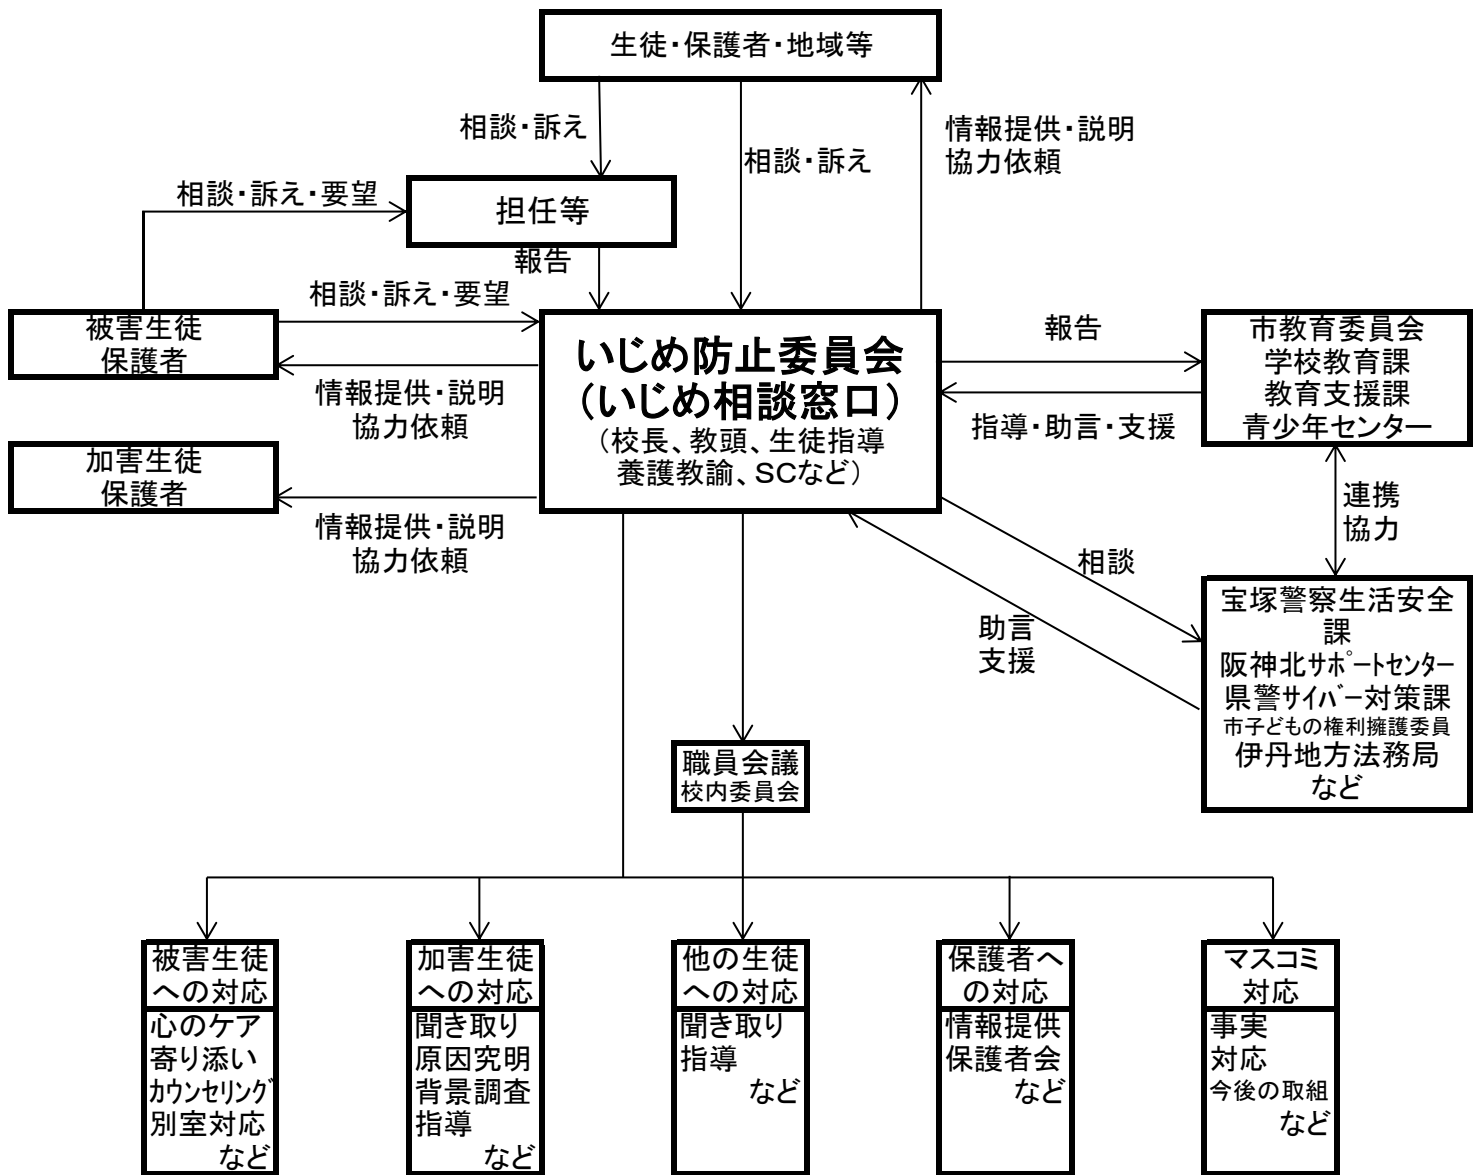 生徒・保護者・地域等
相談・訴え
相談・訴え
情報提供・説明
協力依頼
相談・訴え・要望
担任等
報告
相談・訴え・要望
被害生徒
保護者
情報提供・説明
協力依頼
加害生徒
保護者
情報提供・説明
協力依頼
いじめ防止委員会
（いじめ相談窓口）
（校長、教頭、生徒指導
養護教諭、SCなど）
報告
指導・助言・支援
市教育委員会
学校教育課
教育支援課
青少年センター
連携
協力
相談
助言
支援
宝塚警察生活安全
課
阪神北ｻﾎﾟｰﾄｾﾝﾀｰ
県警ｻｲﾊﾞｰ対策課
市子どもの権利擁護委員
伊丹地方法務局
など
職員会議
校内委員会
被害生徒
への対応
心のケア
寄り添い
ｶｳﾝｾﾘﾝｸﾞ
別室対応
など
加害生徒
への対応
聞き取り
原因究明
背景調査
指導
など
他の生徒
への対応
聞き取り
指導
など
保護者へ
の対応
情報提供
保護者会
など
マスコミ
対応
事実
対応
今後の取組
など